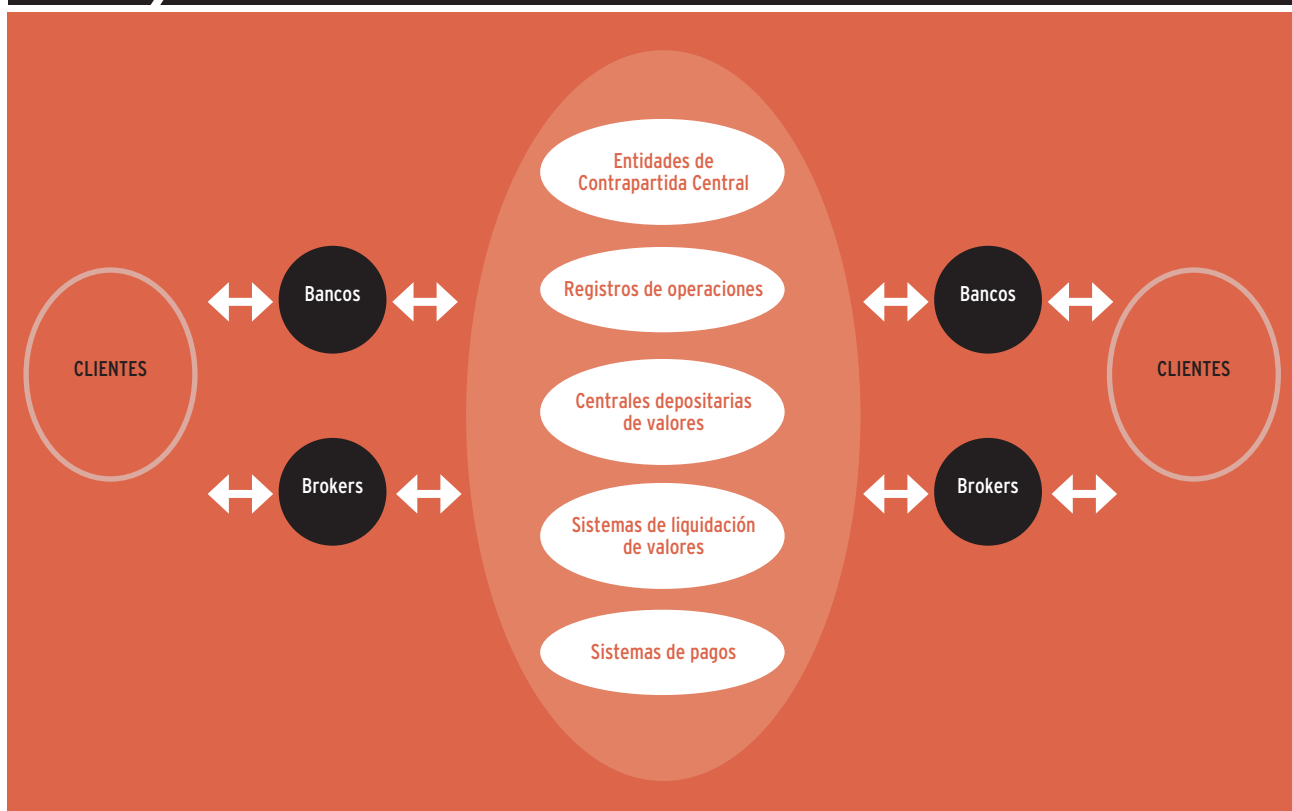 Entidades de
Contrapartida Central
Registros de operaciones
Centrales depositarias
de valores
Sistemas de liquidación
de valores
Sistemas de pagos
CLIENTES
Bancos
Brokers
Bancos
Brokers
CLIENTES